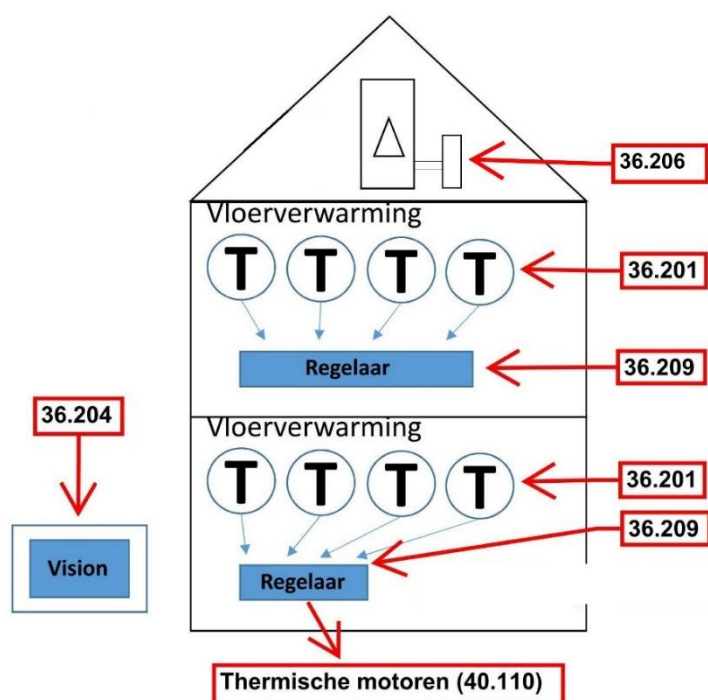 36.206
Vloerverwarming
T T T T
36.201
Regelaar
36.209
36.204
Vloerverwarming
T T T T
36.201
36.209
Vision
Regelaar
Thermische motoren (40.110)